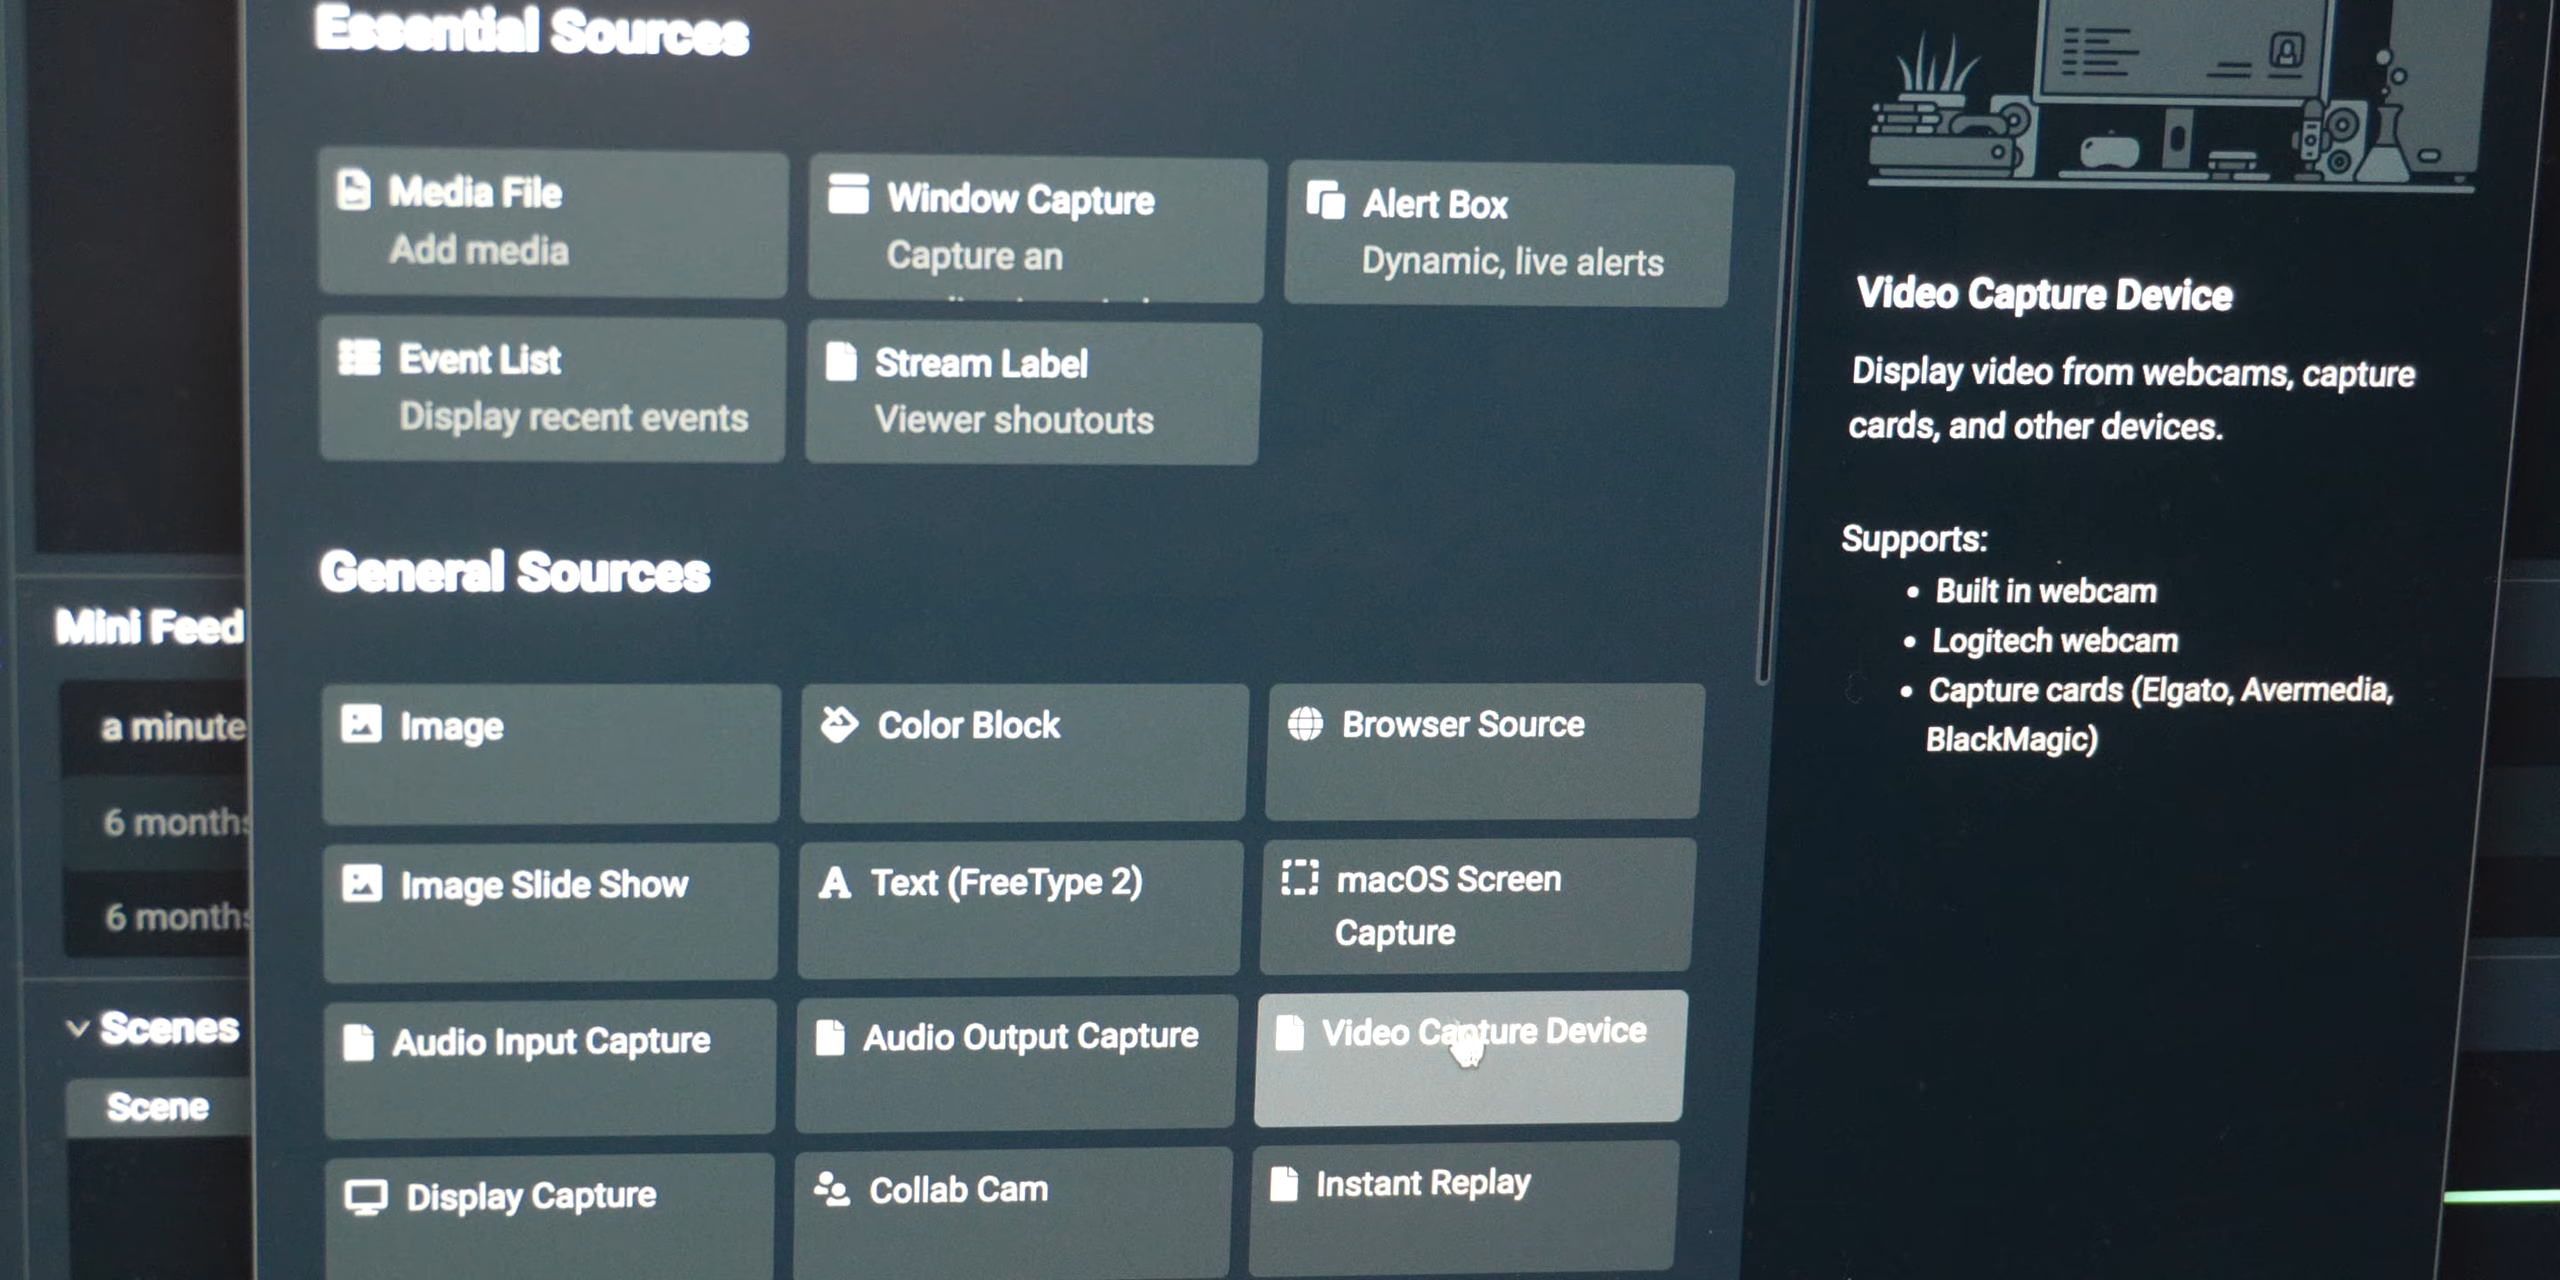 Essential Sources
Media File
Add media
Window Capture
Capture an
Alert Box
Dynamic, live alerts
Event List
Display recent events
Stream Label
Viewer shoutouts
General Sources
Image
Color Block
Browser Source
Image Slide Show
Text (FreeType 2)
macOS Screen
Capture
Audio Input Capture
Audio Output Capture
Video Capture Device
Display Capture
Collab Cam
Instant Replay
Mini Feed
a minute
6 months
6 months
Scenes
Scene
Video Capture Device
Display video from webcams, capture
cards, and other devices.
Supports:
• Built in webcam
• Logitech webcam
• Capture cards (Elgato, Avermedia,
BlackMagic)